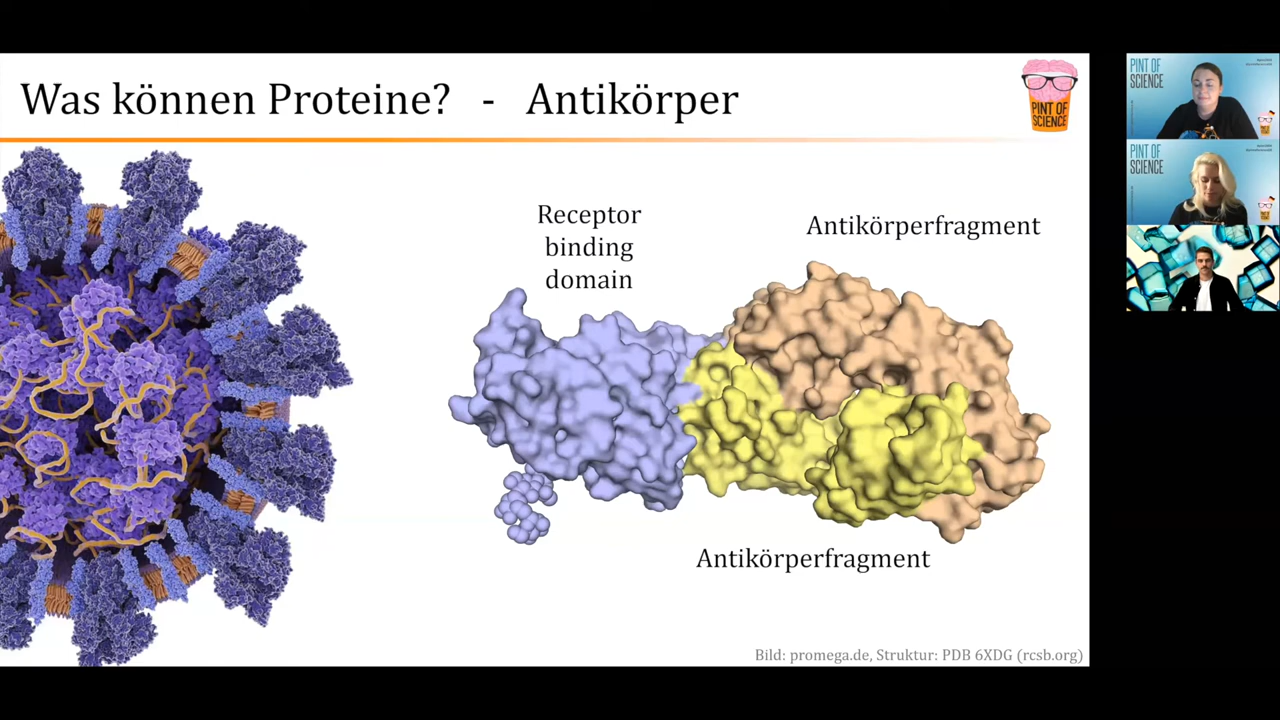 Was können Proteine? - Antikörper
PINT OF
SCIENCE
Receptor
binding
domain
Antikörperfragment
Antikörperfragment
Bild: promega.de, Struktur: PDB 6XDG (rcsb.org)
PINT OF
SCIENCE
PINT OF
SCIENCE